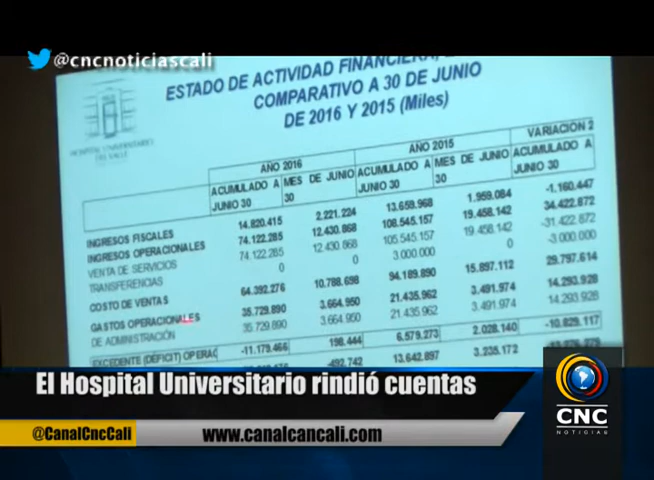 @cncnoticiascali
ESTADO DE ACTIVIDAD FINANCIERA,
COMPARATIVO A 30 DE JUNIO
DE 2016 Y 2015 (Miles)
HOSPITAL UNIVERSITARIO
DEL VALLE
AÑO 2016 AÑO 2015 VARIACION 2
ACUMULADO A JUNIO 30 MES DE JUNIO 30 ACUMULADO A JUNIO 30 MES DE JUNIO 30 ACUMULADO A JUNIO 30
INGRESOS FISCALES 14.820.415 2.221.224 13.659.968 1.959.084 -1.160.447
INGRESOS OPERACIONALES 74.122.285 12.430.868 108.545.157 19.458.142 34.422.872
VENTA DE SERVICIOS 74.122.285 12.430.868 105.545.157 19.458.142 -31.422.872
TRANSFERENCIAS 0 0 3.000.000 0 -3.000.000
COSTO DE VENTAS 64.392.276 10.788.698 94.189.890 15.897.112 29.797.614
GASTOS OPERACIONALES 35.729.890 3.664.950 21.435.962 3.491.974 14.293.928
DE ADMINISTRACIÓN 35.729.890 3.664.950 21.435.962 3.491.974 14.293.928
EXCEDENTE (DEFICIT) OPERAC -11.179.466 198.444 6.579.273 2.028.140 -10.829.117
-492.742 13.642.897 3.235.172
El Hospital Universitario rindió cuentas
@CanalCncCali
www.canalcancali.com
CNC
NOTICIAS